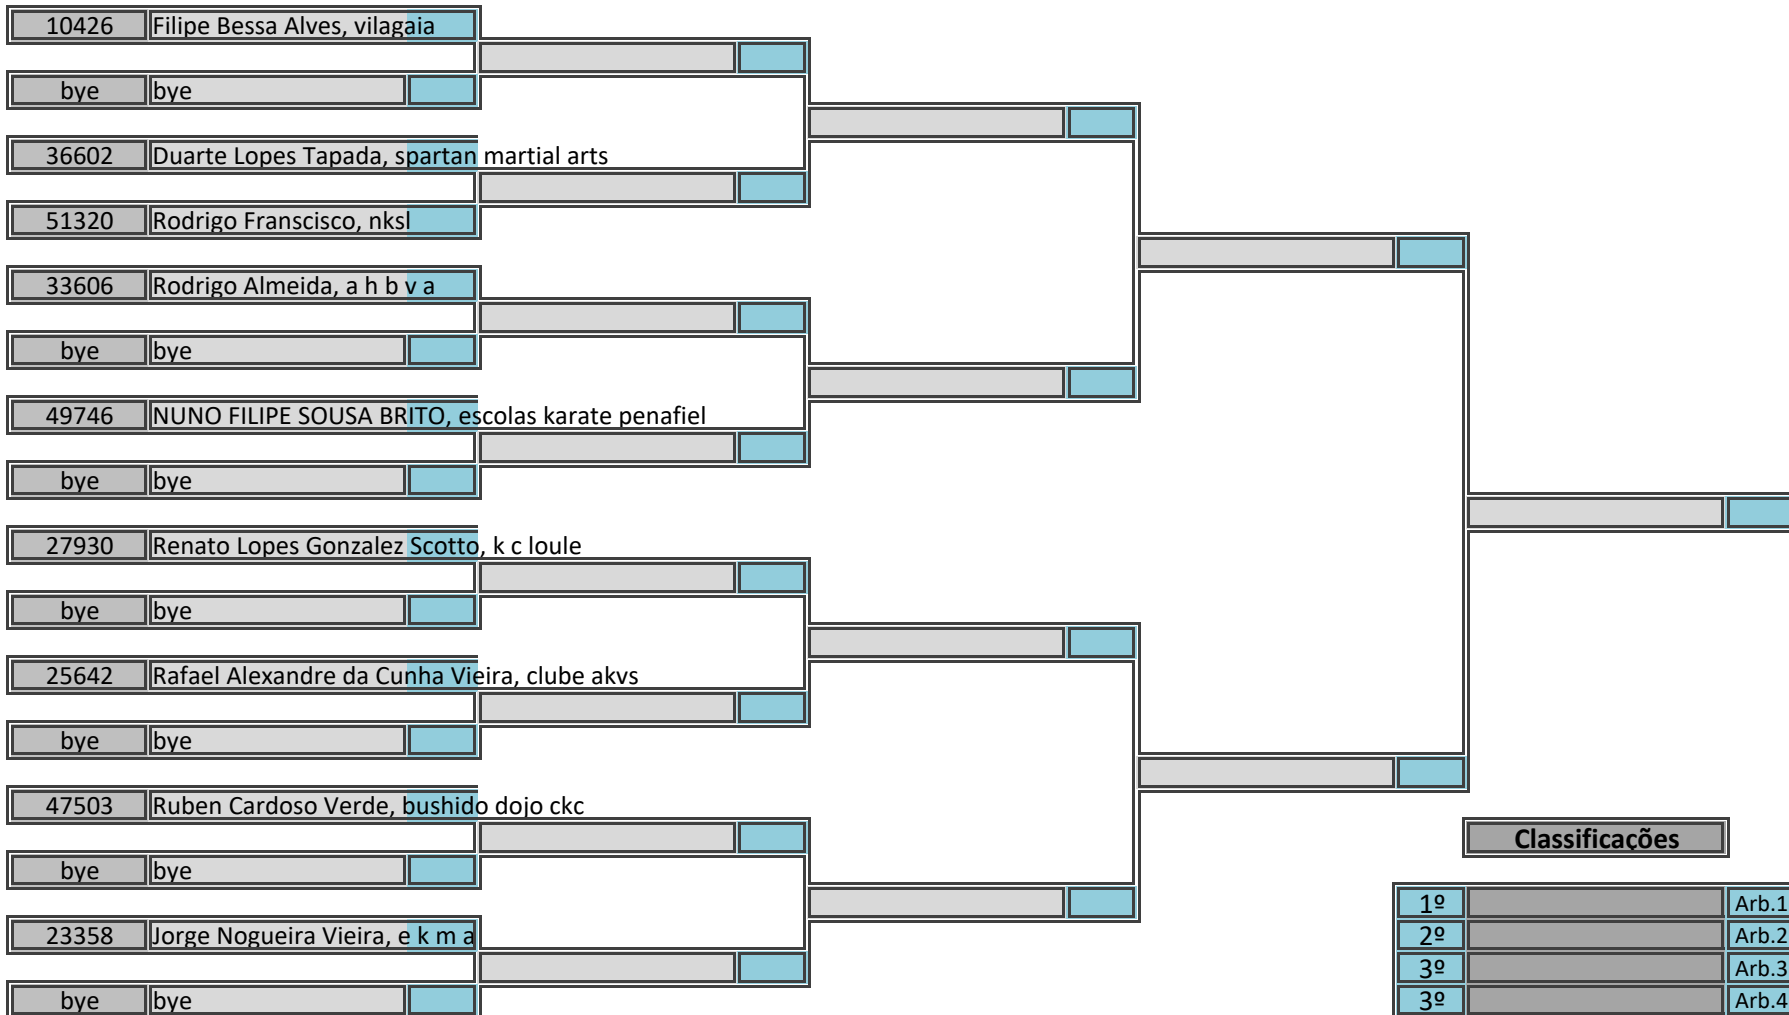 10426 Filipe Bessa Alves, vilagaia
bye bye
36602 Duarte Lopes Tapada, spartan martial arts
51320 Rodrigo Franscisco, nksl
33606 Rodrigo Almeida, a h b v a
bye bye
49746 NUNO FILIPE SOUSA BRITO, escolas karate penafiel
bye bye
27930 Renato Lopes Gonzalez Scotto, k c loule
bye bye
25642 Rafael Alexandre da Cunha Vieira, clube akvs
bye bye
47503 Ruben Cardoso Verde, bushido dojo ckc
bye bye
23358 Jorge Nogueira Vieira, e k m a
bye bye
Classificações
1º Arb.1
2º Arb.2
3º Arb.3
3º Arb.4